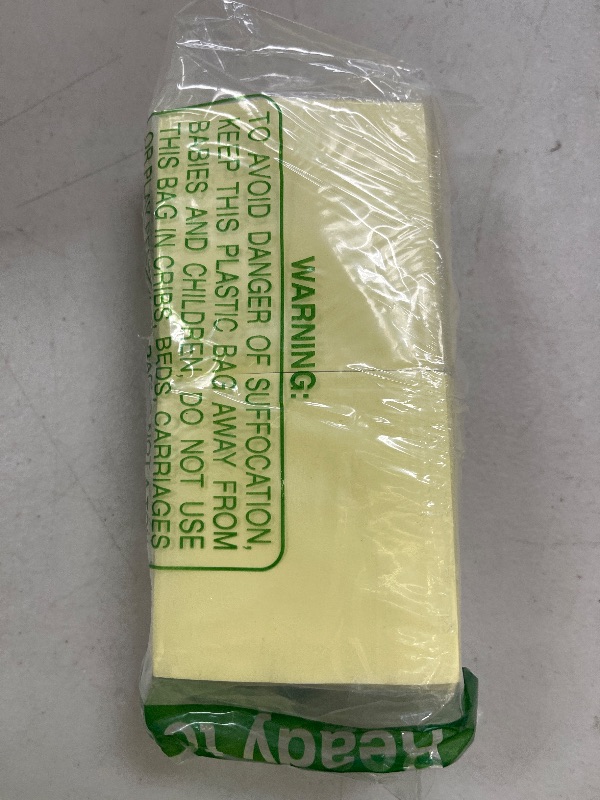 WARNING:
TO AVOID DANGER OF SUFFOCATION,
KEEP THIS PLASTIC BAG AWAY FROM
BABIES AND CHILDREN, DO NOT USE
THIS BAG IN CRIBS, BEDS, CARRIAGES
OR
Ready